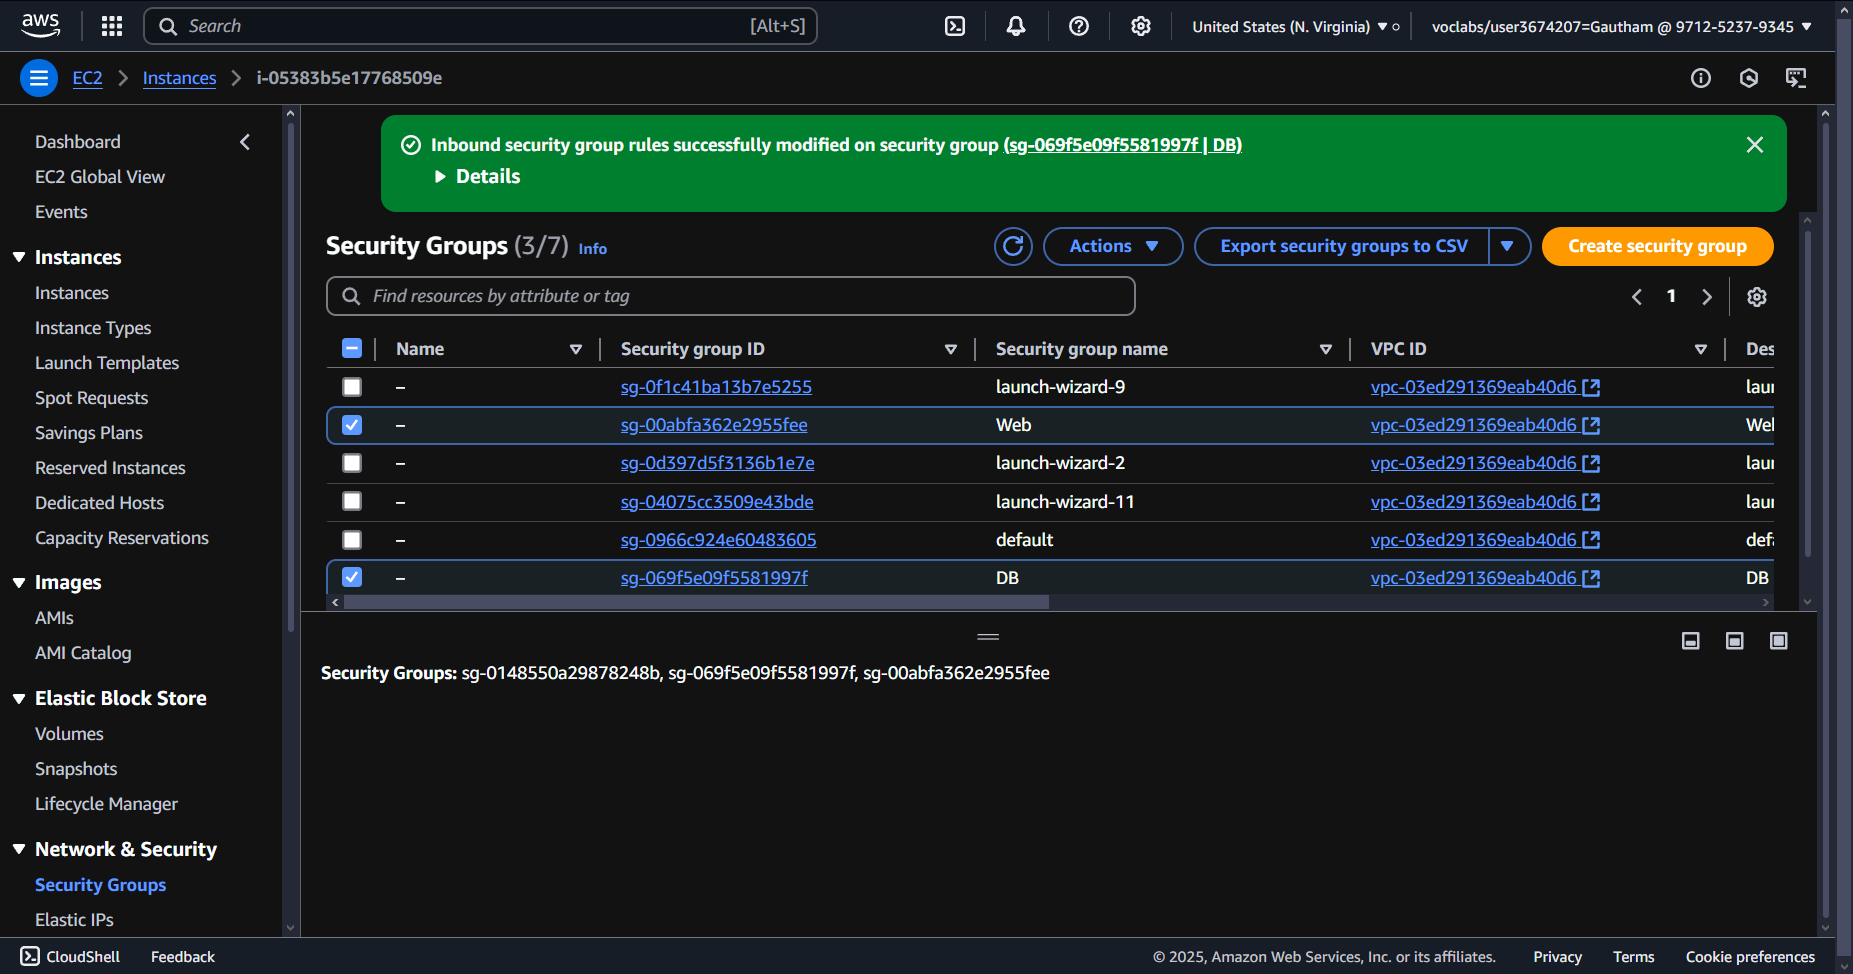 aws
Search [Alt+S]
United States (N. Virginia)
voclabs/user3674207=Gautham @ 9712-5237-9345
EC2 > Instances > i-05383b5e17768509e
Dashboard
EC2 Global View
Events
Instances
Instances
Instance Types
Launch Templates
Spot Requests
Savings Plans
Reserved Instances
Dedicated Hosts
Capacity Reservations
Images
AMIs
AMI Catalog
Elastic Block Store
Volumes
Snapshots
Lifecycle Manager
Network & Security
Security Groups
Elastic IPs
Inbound security group rules successfully modified on security group (sg-069f5e09f5581997f | DB)
Details
Security Groups (3/7) Info
Actions
Export security groups to CSV
Create security group
Find resources by attribute or tag
1
Name Security group ID Security group name VPC ID Des
– sg-0f1c41ba13b7e5255 launch-wizard-9 vpc-03ed291369eab40d6 laun
– sg-00abfa362e2955fee Web vpc-03ed291369eab40d6 Web
– sg-0d397d5f3136b1e7e launch-wizard-2 vpc-03ed291369eab40d6 laun
– sg-04075cc3509e43bde launch-wizard-11 vpc-03ed291369eab40d6 laun
– sg-0966c924e60483605 default vpc-03ed291369eab40d6 defa
– sg-069f5e09f5581997f DB vpc-03ed291369eab40d6 DB
Security Groups: sg-0148550a29878248b, sg-069f5e09f5581997f, sg-00abfa362e2955fee
CloudShell Feedback
© 2025, Amazon Web Services, Inc. or its affiliates. Privacy Terms Cookie preferences